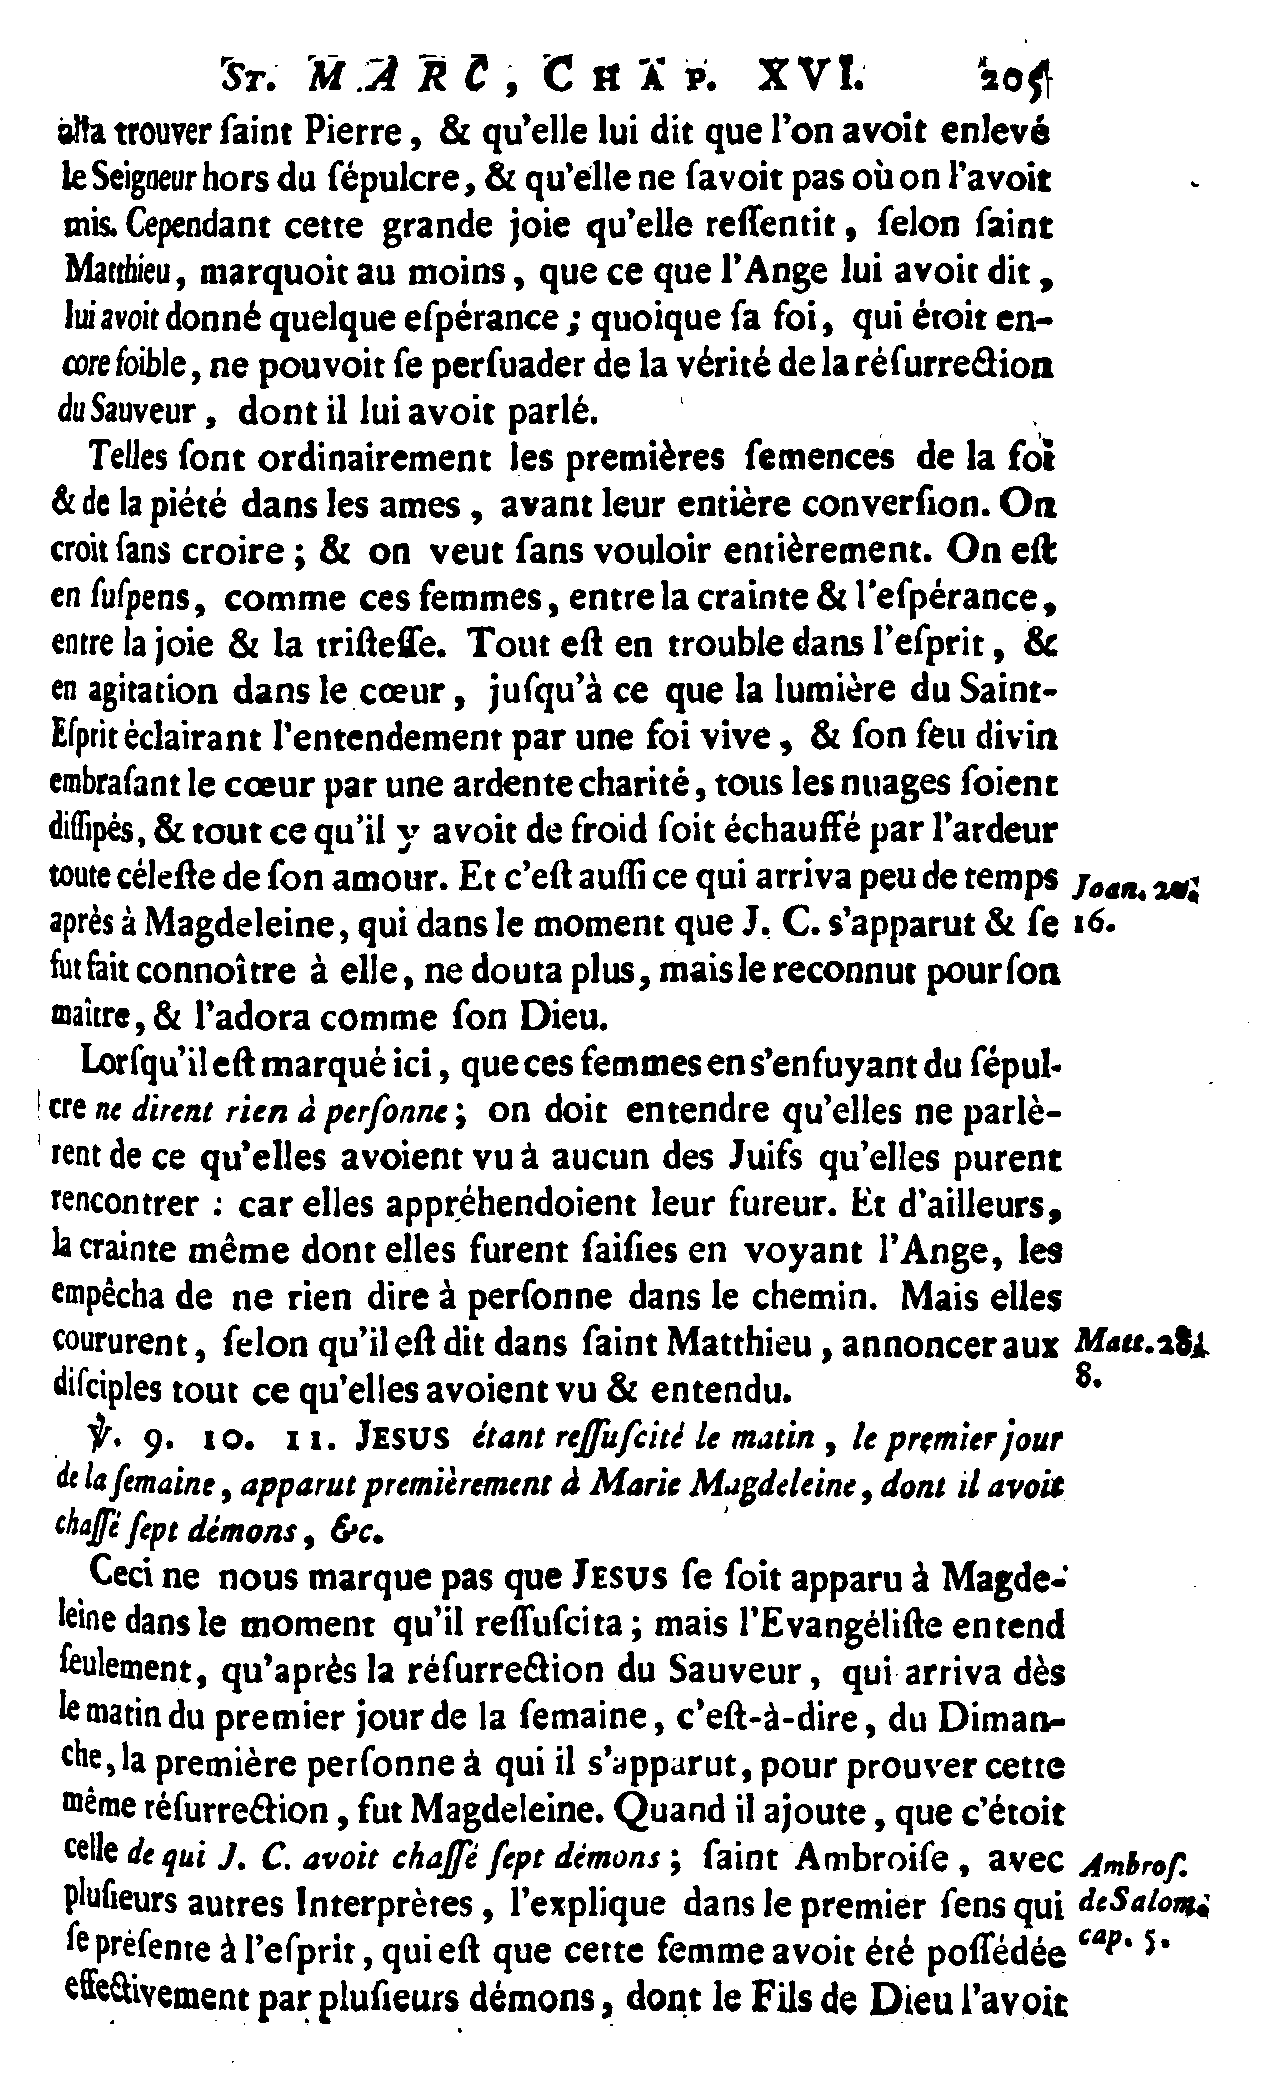 ST. MARC, CHAP. XVI. 205
alla trouver ſaint Pierre, & qu'elle lui dit que l'on avoit enlevé
le Seigneur hors du ſépulcre, & qu'elle ne ſavoit pas où on l'avoit
mis. Cependant cette grande joie qu'elle reſſentit, ſelon ſaint
Matthieu, marquoit au moins, que ce que l'Ange lui avoit dit,
lui avoit donné quelque eſpérance; quoique ſa foi, qui étoit en-
core foible, ne pouvoit ſe perſuader de la vérité de la réſurrection
du Sauveur, dont il lui avoit parlé.
Telles ſont ordinairement les premières ſemences de la foi
& de la piété dans les ames, avant leur entière converſion. On
croit ſans croire; & on veut ſans vouloir entièrement. On eſt
en ſuſpens, comme ces femmes, entre la crainte & l'eſpérance,
entre la joie & la triſteſſe. Tout eſt en trouble dans l'eſprit, &
en agitation dans le cœur, juſqu'à ce que la lumière du Saint-
Eſprit éclairant l'entendement par une foi vive, & ſon feu divin
embraſant le cœur par une ardente charité, tous les nuages ſoient
diſſipés, & tout ce qu'il y avoit de froid ſoit échauffé par l'ardeur
toute céleſte de ſon amour. Et c'eſt auſſi ce qui arriva peu de temps Joan. 20.
après à Magdeleine, qui dans le moment que J. C. s'apparut & ſe 16.
fut fait connoître à elle, ne douta plus, mais le reconnut pour ſon
maître, & l'adora comme ſon Dieu.
Lorſqu'il eſt marqué ici, que ces femmes en s'enfuyant du ſépul-
cre ne dirent rien à perſonne; on doit entendre qu'elles ne parlè-
rent de ce qu'elles avoient vu à aucun des Juifs qu'elles purent
rencontrer : car elles appréhendoient leur fureur. Et d'ailleurs,
la crainte même dont elles furent ſaiſies en voyant l'Ange, les
empêcha de ne rien dire à perſonne dans le chemin. Mais elles
coururent, ſelon qu'il eſt dit dans ſaint Matthieu, annoncer aux Matt. 28.
diſciples tout ce qu'elles avoient vu & entendu. 8.
℣. 9. 10. 11. JESUS étant reſſuſcité le matin, le premier jour
de la ſemaine, apparut premièrement à Marie Magdeleine, dont il avoit
chaſſé ſept démons, &c.
Ceci ne nous marque pas que JESUS ſe ſoit apparu à Magde-
leine dans le moment qu'il reſſuſcita; mais l'Evangéliſte entend
ſeulement, qu'après la réſurrection du Sauveur, qui arriva dès
le matin du premier jour de la ſemaine, c'eſt-à-dire, du Diman-
che, la première perſonne à qui il s'apparut, pour prouver cette
même réſurrection, fut Magdeleine. Quand il ajoute, que c'étoit
celle de qui J. C. avoit chaſſé ſept démons; ſaint Ambroiſe, avec Ambroſ.
pluſieurs autres Interprètes, l'explique dans le premier ſens qui de Salom.
ſe préſente à l'eſprit, qui eſt que cette femme avoit été poſſédée cap. 5.
effectivement par pluſieurs démons, dont le Fils de Dieu l'avoit